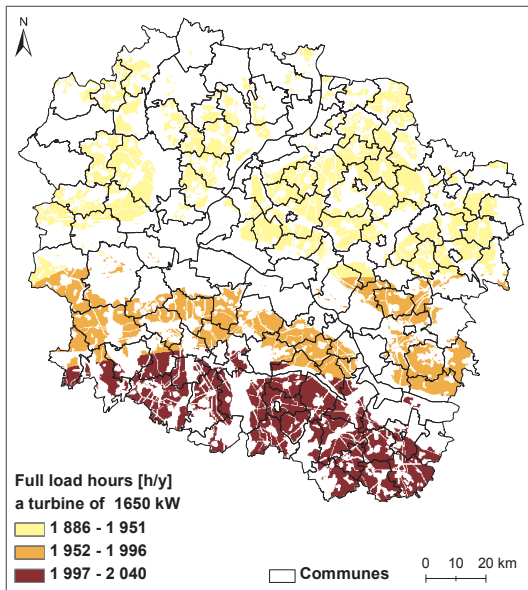 N
Full load hours [h/y]
a turbine of 1650 kW
1 886 - 1 951
1 952 - 1 996
1 997 - 2 040
Communes
0 10 20 km